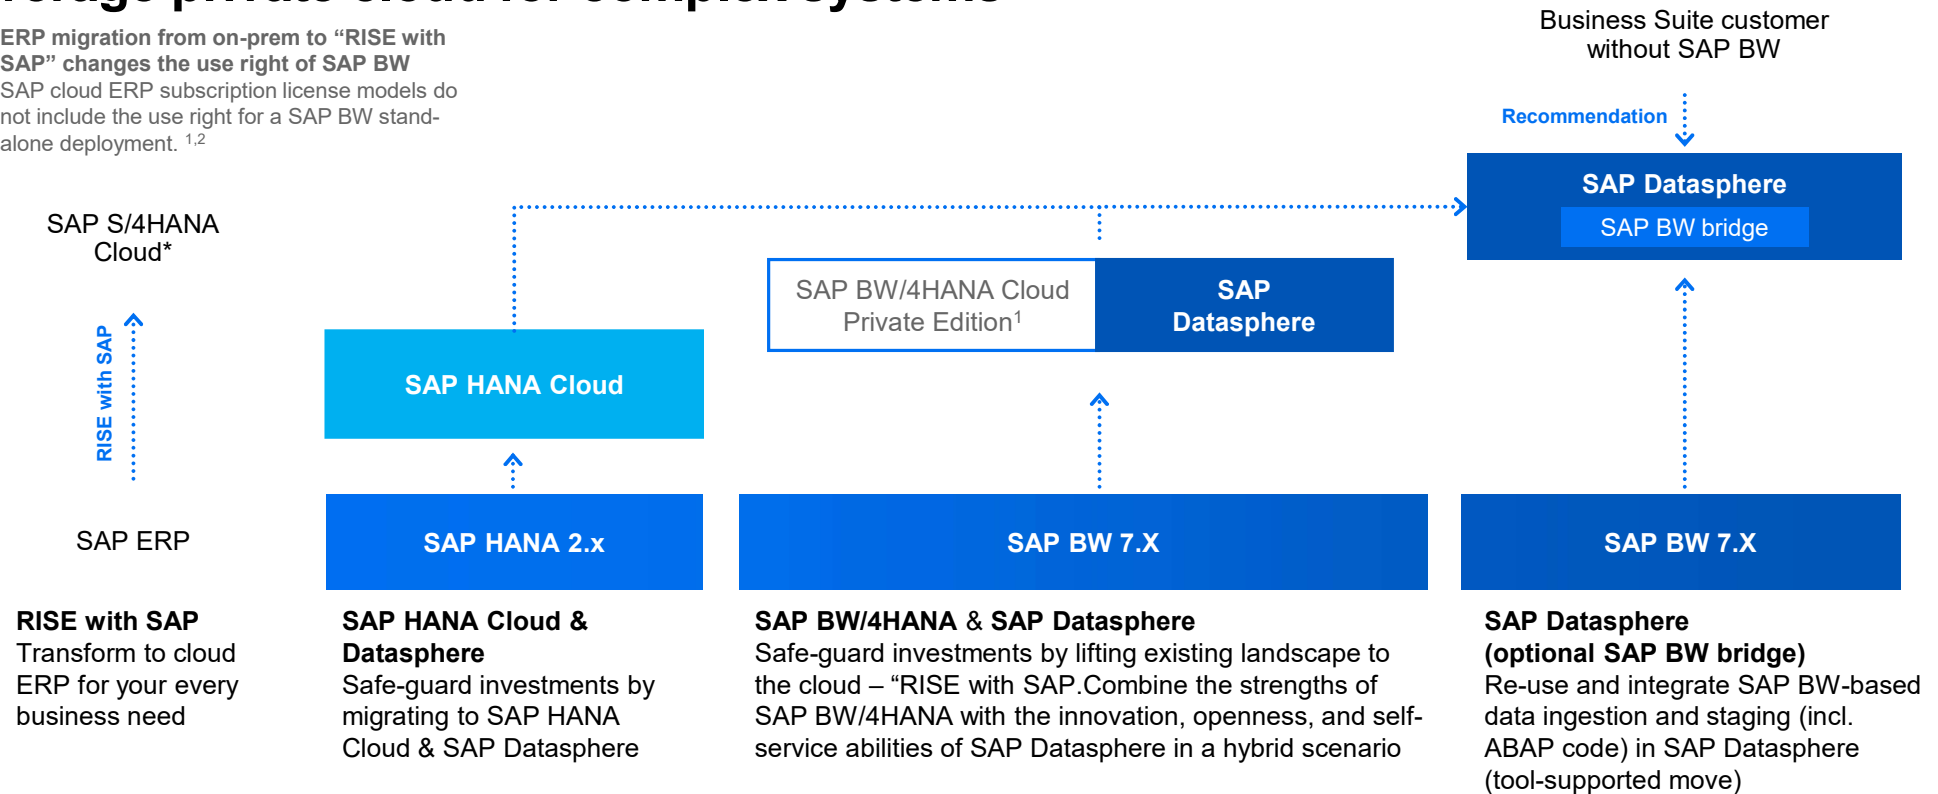 private cloud for complex systems
ERP migration from on-prem to “RISE with
SAP” changes the use right of SAP BW
SAP cloud ERP subscription license models do
not include the use right for a SAP BW stand-
alone deployment. 1,2
Business Suite customer
without SAP BW
Recommendation
SAP Datasphere
SAP BW bridge
SAP S/4HANA
Cloud*
SAP BW/4HANA Cloud
Private Edition1
SAP
Datasphere
RISE with SAP
SAP HANA Cloud
SAP ERP
SAP HANA 2.x
SAP BW 7.X
SAP BW 7.X
RISE with SAP
Transform to cloud
ERP for your every
business need
SAP HANA Cloud &
Datasphere
Safe-guard investments by
migrating to SAP HANA
Cloud & SAP Datasphere
SAP BW/4HANA & SAP Datasphere
Safe-guard investments by lifting existing landscape to
the cloud – “RISE with SAP.Combine the strengths of
SAP BW/4HANA with the innovation, openness, and self-
service abilities of SAP Datasphere in a hybrid scenario
SAP Datasphere
(optional SAP BW bridge)
Re-use and integrate SAP BW-based
data ingestion and staging (incl.
ABAP code) in SAP Datasphere
(tool-supported move)